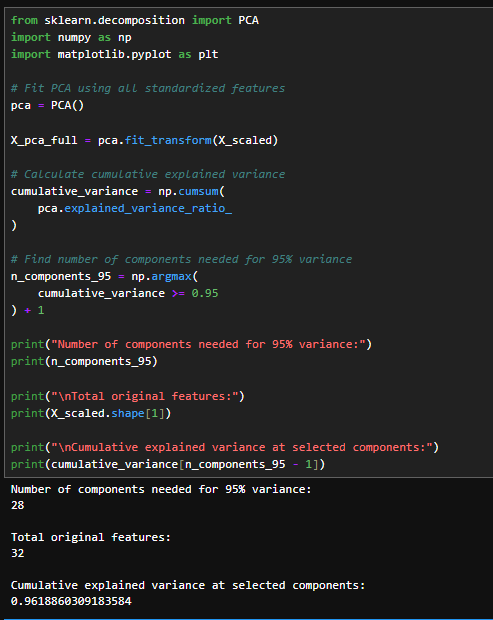 from sklearn.decomposition import PCA
import numpy as np
import matplotlib.pyplot as plt

# Fit PCA using all standardized features
pca = PCA()

X_pca_full = pca.fit_transform(X_scaled)

# Calculate cumulative explained variance
cumulative_variance = np.cumsum(
    pca.explained_variance_ratio_
)

# Find number of components needed for 95% variance
n_components_95 = np.argmax(
    cumulative_variance >= 0.95
) + 1

print("Number of components needed for 95% variance:")
print(n_components_95)

print("\nTotal original features:")
print(X_scaled.shape[1])

print("\nCumulative explained variance at selected components:")
print(cumulative_variance[n_components_95 - 1])
Number of components needed for 95% variance:
28

Total original features:
32

Cumulative explained variance at selected components:
0.9618860309183584